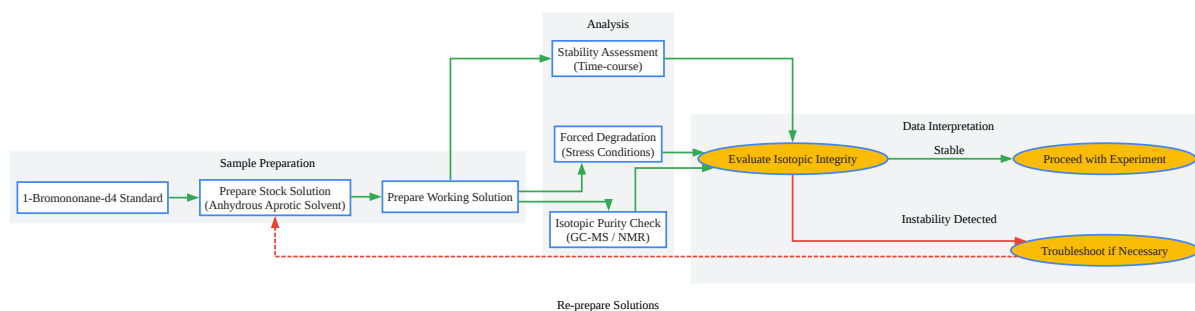 Analysis
Stability Assessment
(Time-course)
Forced Degradation
(Stress Conditions)
Data Interpretation
Sample Preparation
Evaluate Isotopic Integrity
Stable
Proceed with Experiment
1-Bromononane-d4 Standard
Prepare Stock Solution
(Anhydrous Aprotic Solvent)
Prepare Working Solution
Isotopic Purity Check
(GC-MS / NMR)
Instability Detected
Troubleshoot if Necessary
Re-prepare Solutions